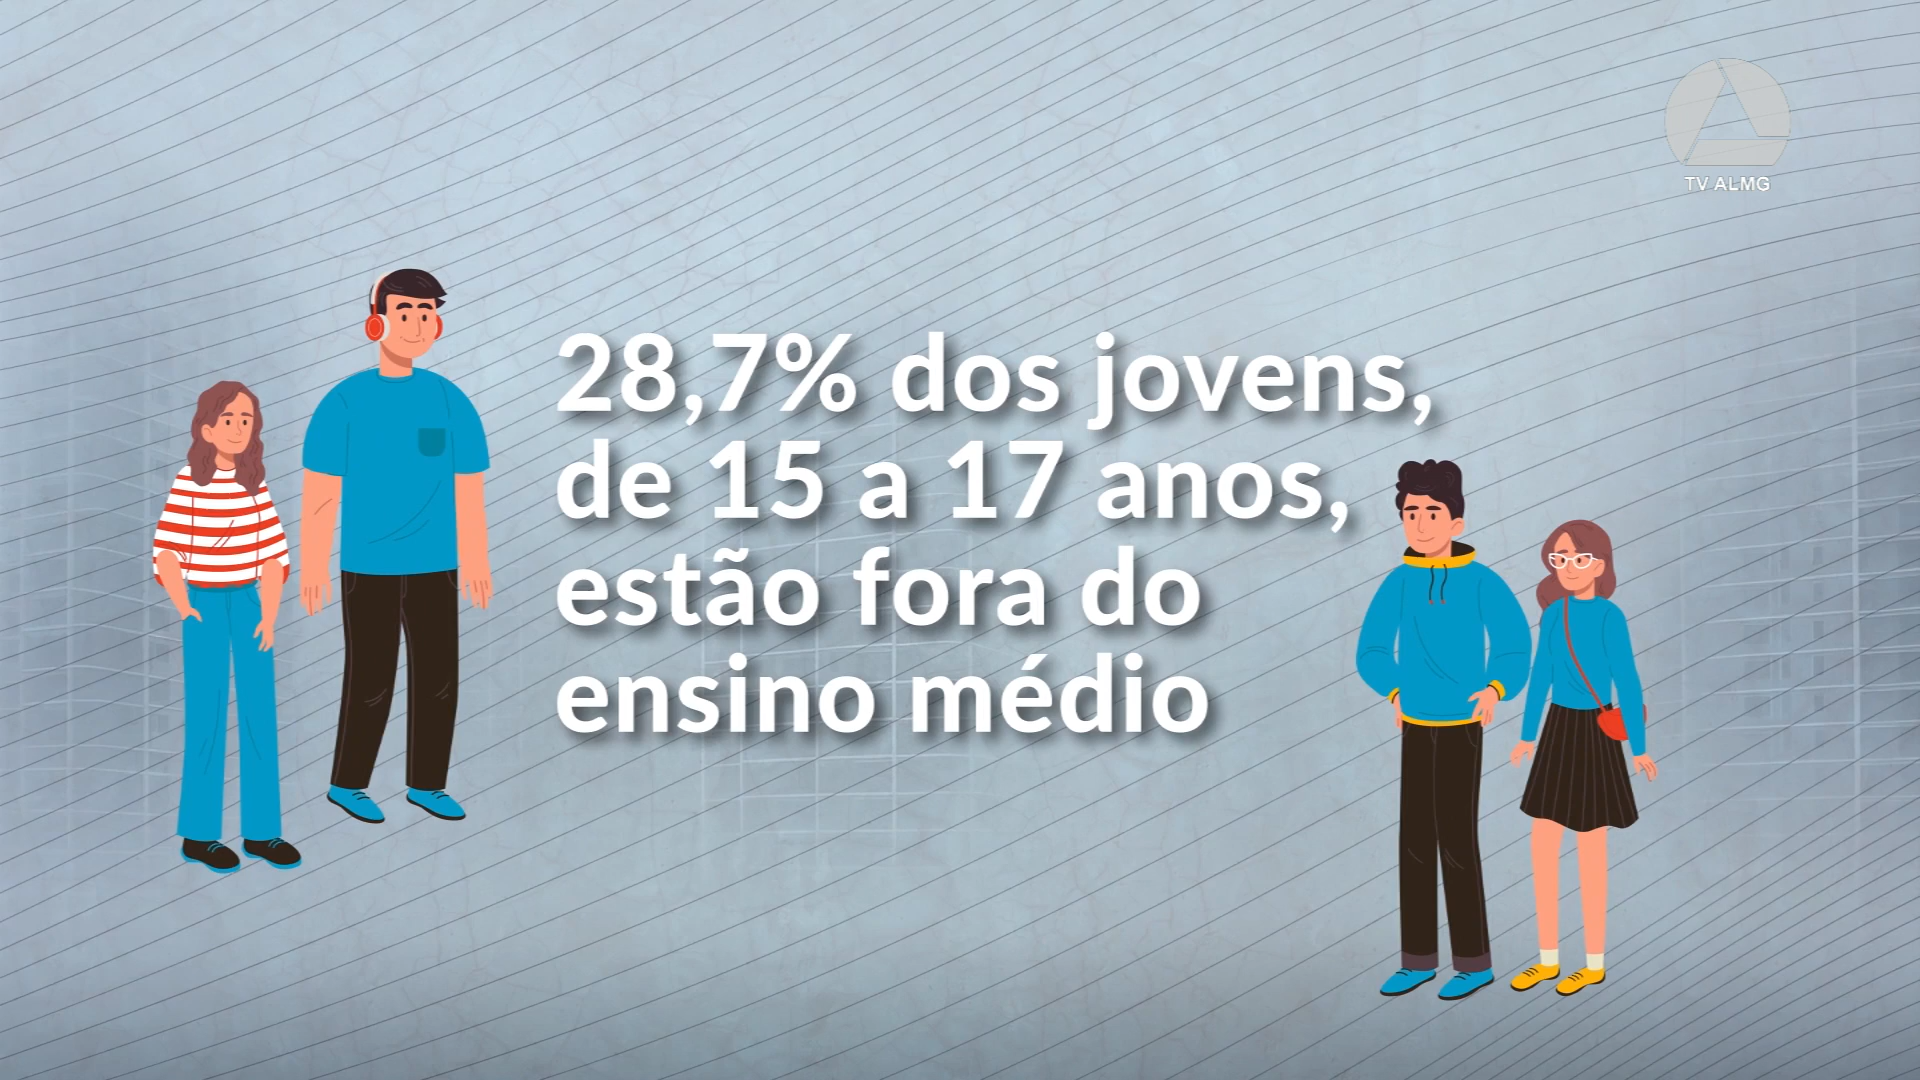 TV ALMG
28,7% dos jovens,
de 15 a 17 anos,
estão fora do
ensino médio